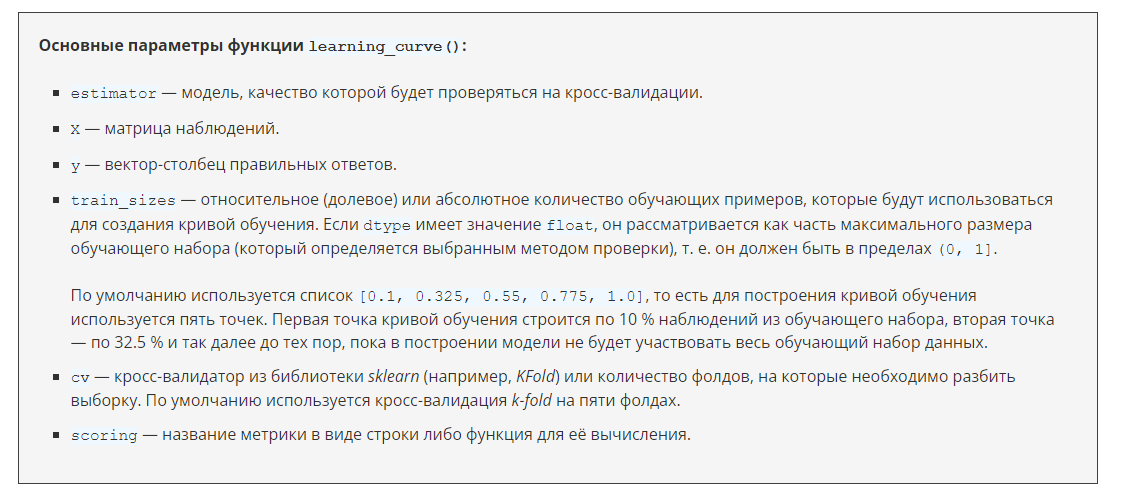 Основные параметры функции learning_curve():
▪ estimator — модель, качество которой будет проверяться на кросс-валидации.
▪ X — матрица наблюдений.
▪ y — вектор-столбец правильных ответов.
▪ train_sizes — относительное (долевое) или абсолютное количество обучающих примеров, которые будут использоваться
для создания кривой обучения. Если dtype имеет значение float, он рассматривается как часть максимального размера
обучающего набора (который определяется выбранным методом проверки), т. е. он должен быть в пределах (0, 1].
По умолчанию используется список [0.1, 0.325, 0.55, 0.775, 1.0], то есть для построения кривой обучения
используется пять точек. Первая точка кривой обучения строится по 10 % наблюдений из обучающего набора, вторая точка
— по 32.5 % и так далее до тех пор, пока в построении модели не будет участвовать весь обучающий набор данных.
▪ cv — кросс-валидатор из библиотеки sklearn (например, KFold) или количество фолдов, на которые необходимо разбить
выборку. По умолчанию используется кросс-валидация k-fold на пяти фолдах.
▪ scoring — название метрики в виде строки либо функция для её вычисления.